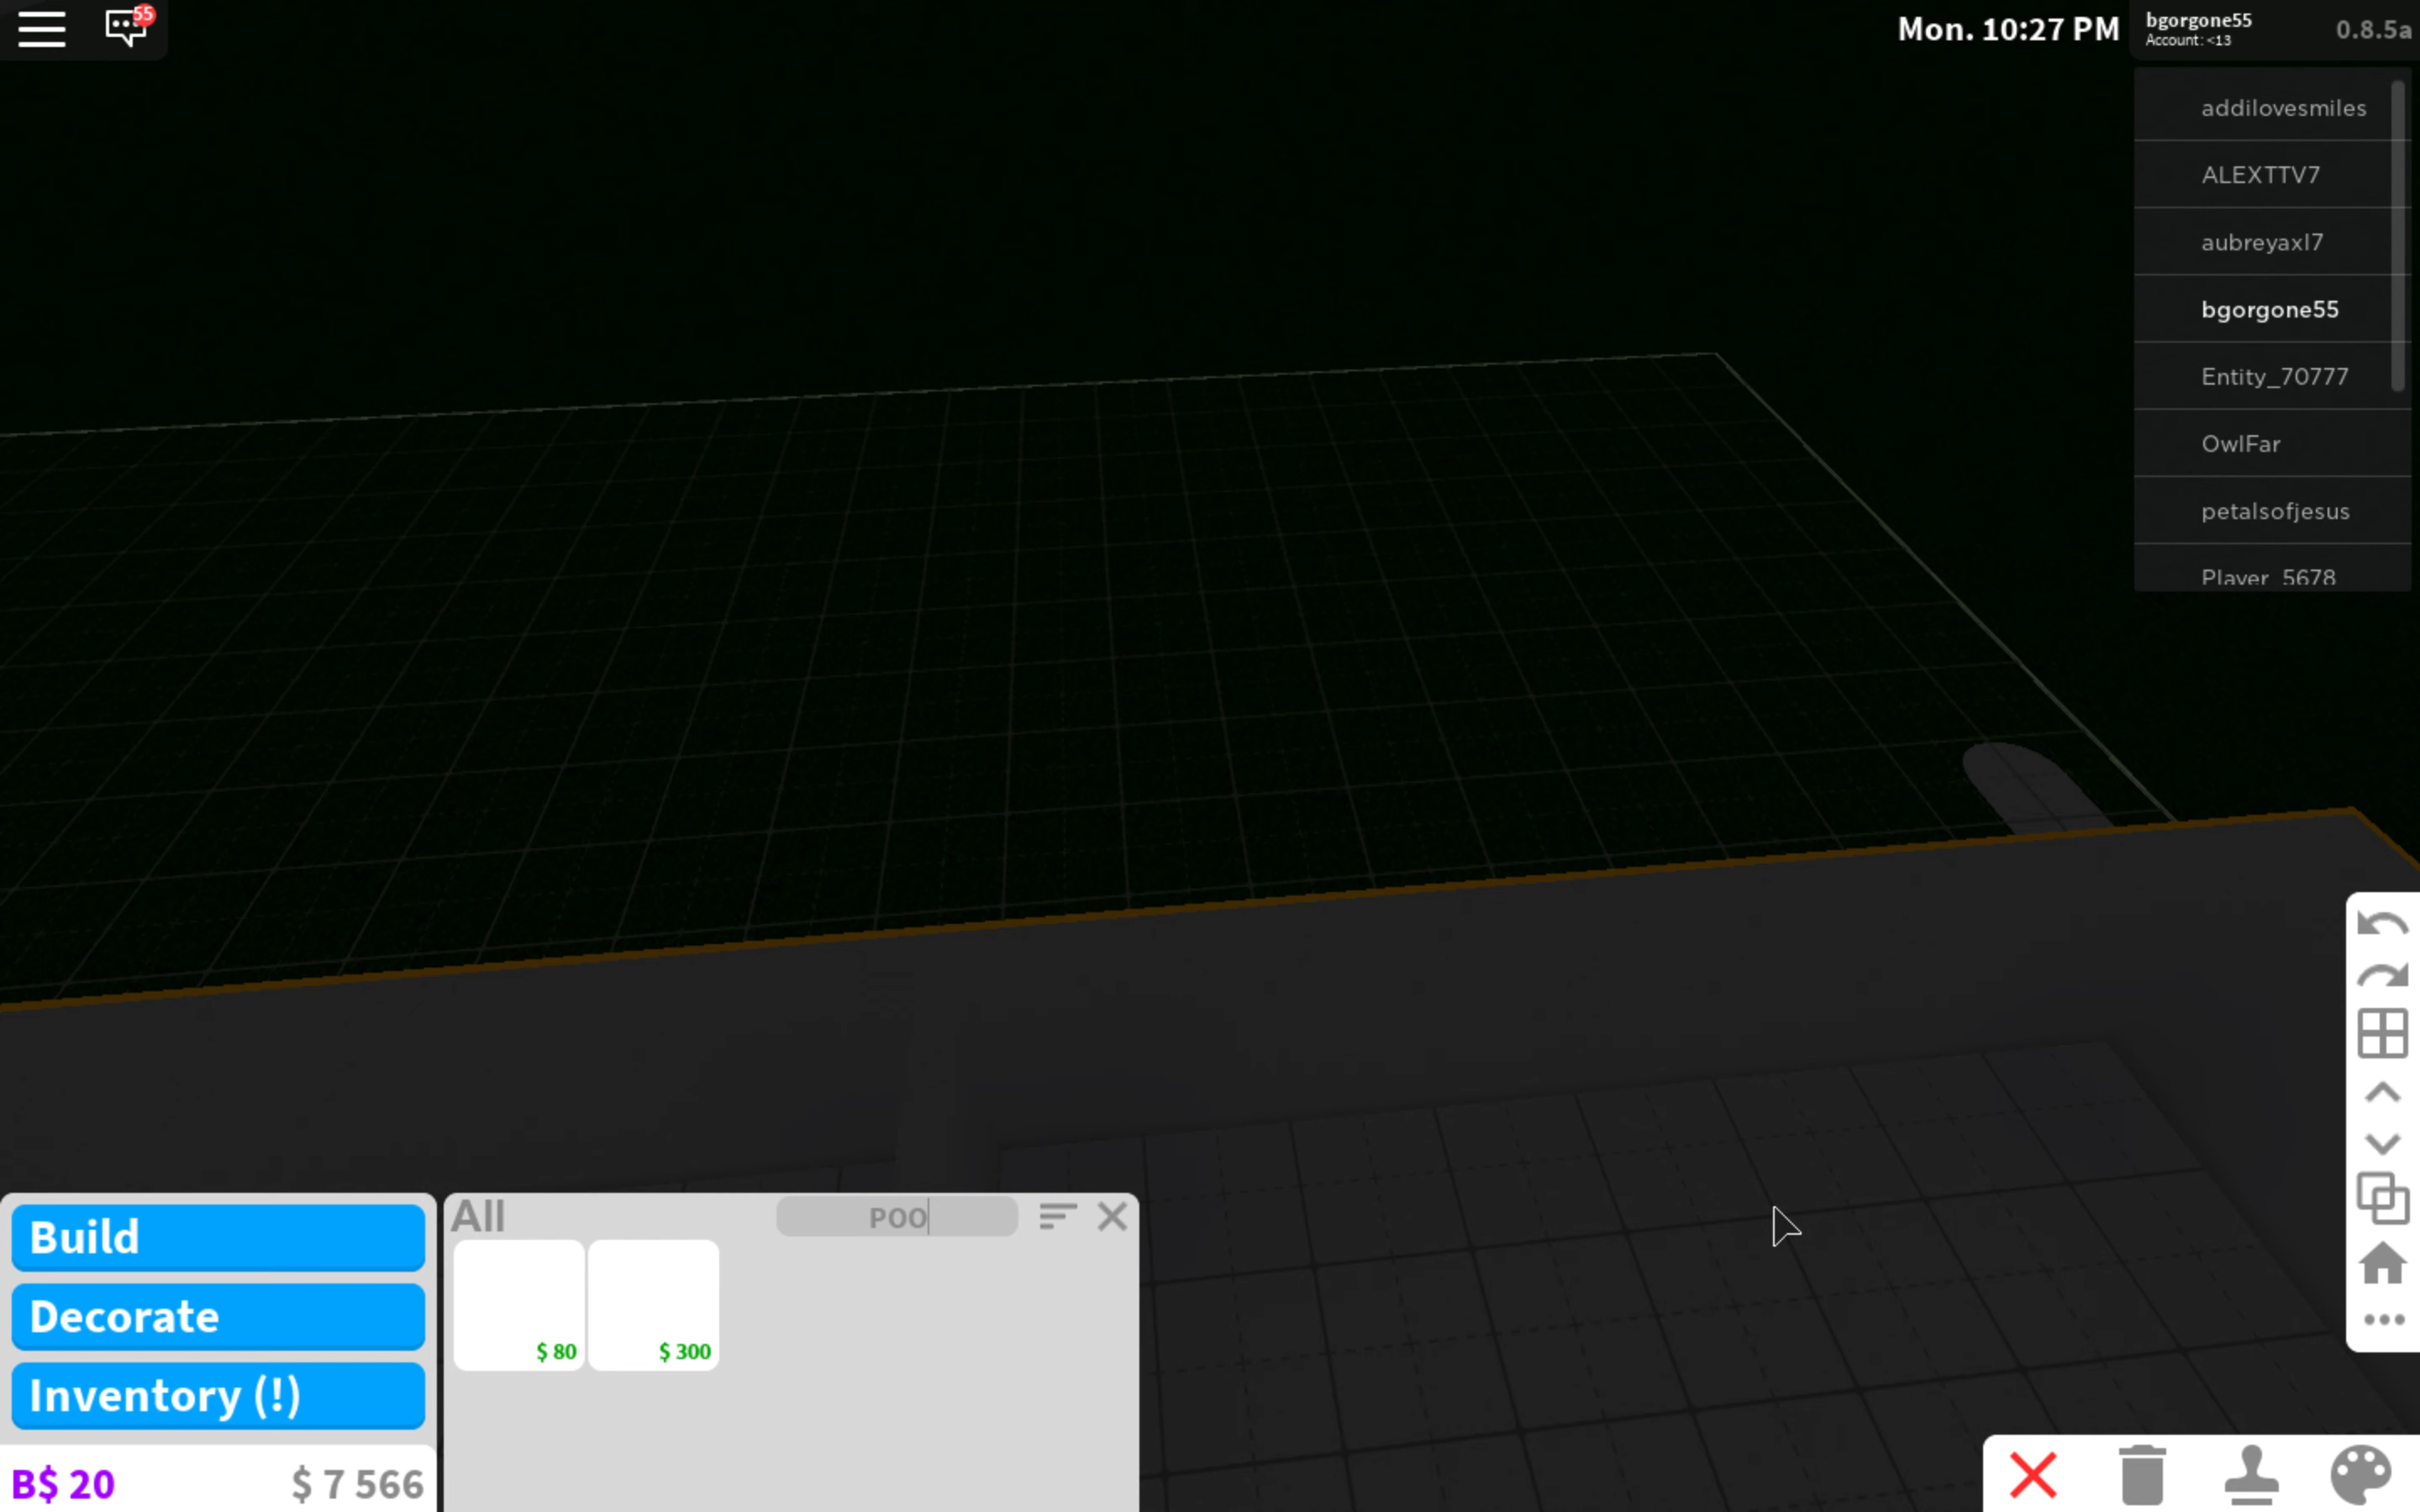 55
Mon. 10:27 PM
bgorgone55
Account: <13
0.8.5a
addilovesmiles
ALEXTTV7
aubreyaxl7
bgorgone55
Entity_70777
OwlFar
petalsofjesus
Player_5678
Build
Decorate
Inventory (!)
B$ 20
$ 7 566
All
POO
$ 80
$ 300